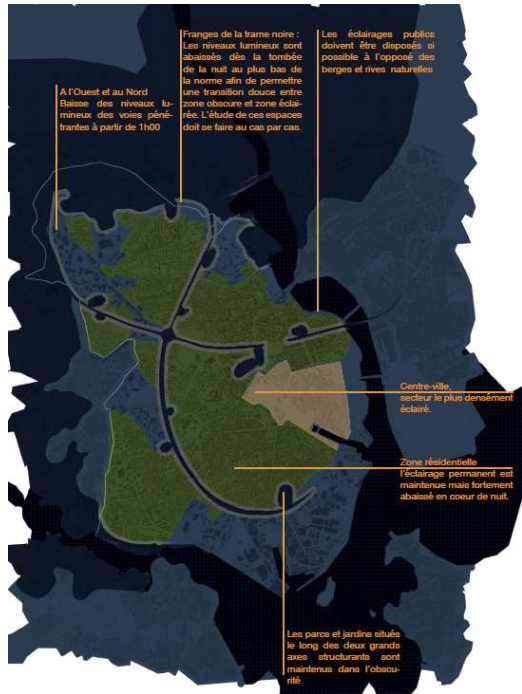 Franges de la trame noire :
Les niveaux lumineux sont
abaissés dès la tombée
de la nuit au plus bas de
la norme afin de permettre
une transition douce entre
zone obscure et zone éclai-
rée. L'étude de ces espaces
doit se faire au cas par cas.
Les éclairages publics
doivent être disposés si
possible à l'opposé des
berges et rives naturelles
A l'Ouest et au Nord
Baisse des niveaux lu-
mineux des voies péné-
trantes à partir de 1h00
Centre-ville,
secteur le plus densément
éclairé.
Zone résidentielle
l'éclairage permanent est
maintenue mais fortement
abaissé en coeur de nuit.
Les parcs et jardins situés
le long des deux grands
axes structurants sont
maintenus dans l'obscu-
rité